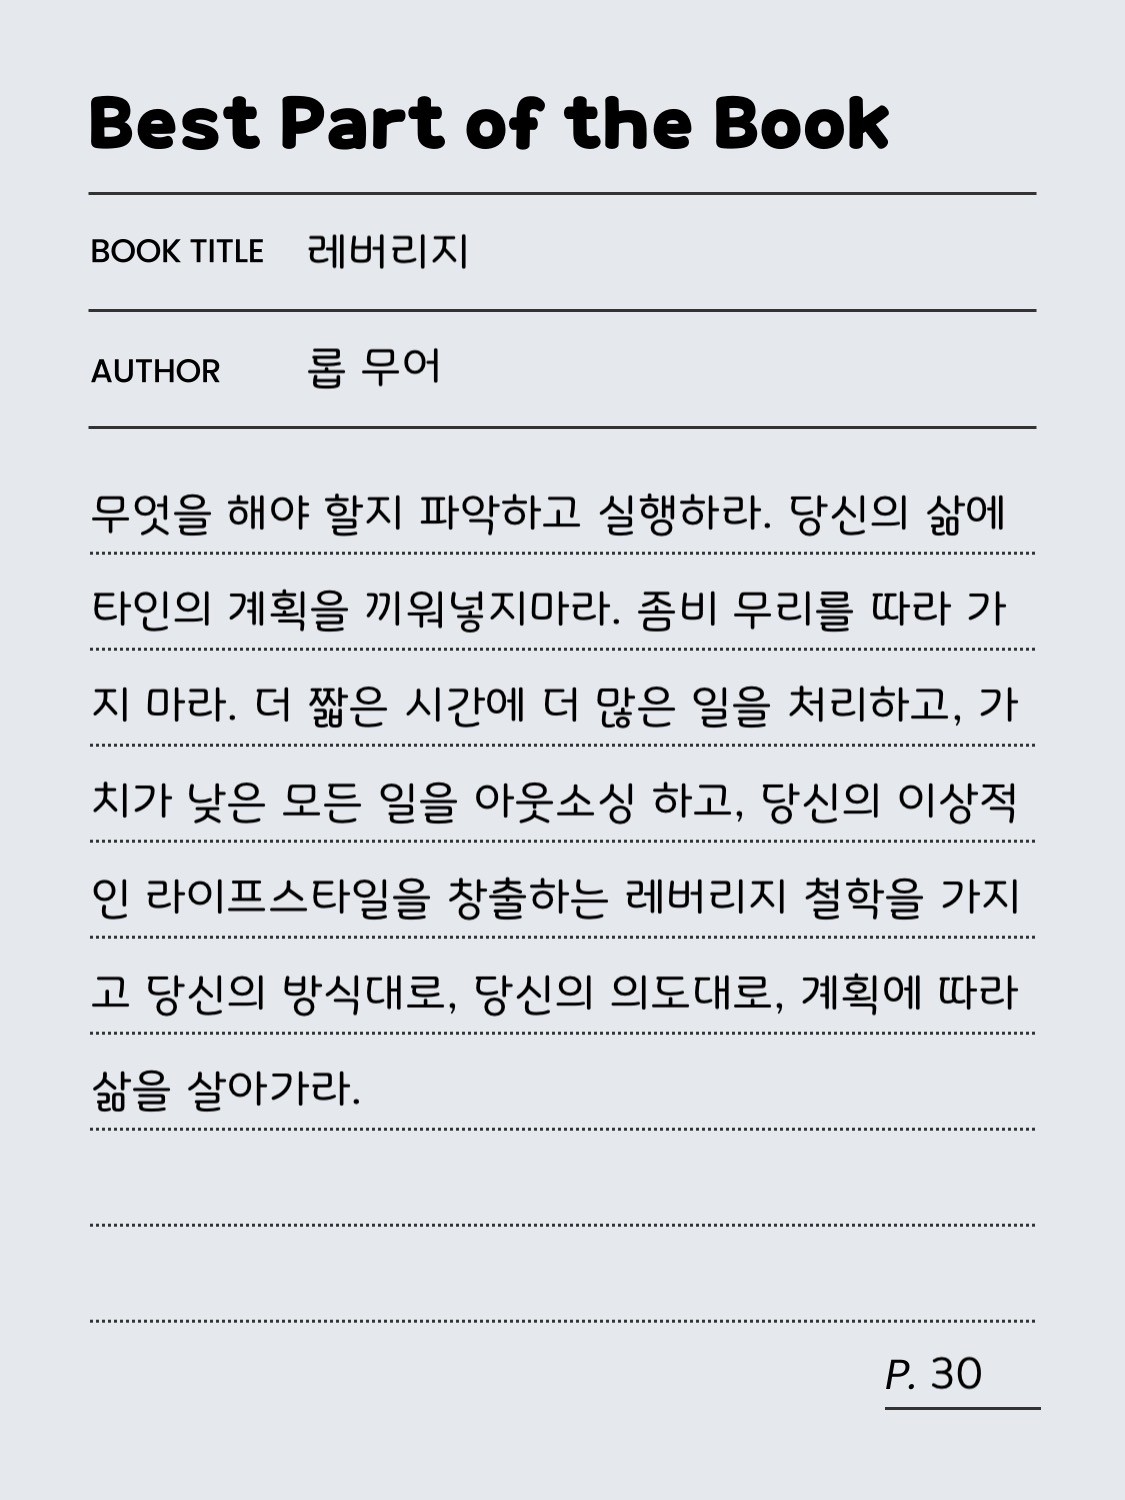 Best Part of the Book
BOOK TITLE 레버리지
AUTHOR 롭 무어
무엇을 해야 할지 파악하고 실행하라. 당신의 삶에
타인의 계획을 끼워넣지마라. 좀비 무리를 따라 가
지 마라. 더 짧은 시간에 더 많은 일을 처리하고, 가
치가 낮은 모든 일을 아웃소싱 하고, 당신의 이상적
인 라이프스타일을 창출하는 레버리지 철학을 가지
고 당신의 방식대로, 당신의 의도대로, 계획에 따라
삶을 살아가라.
P. 30